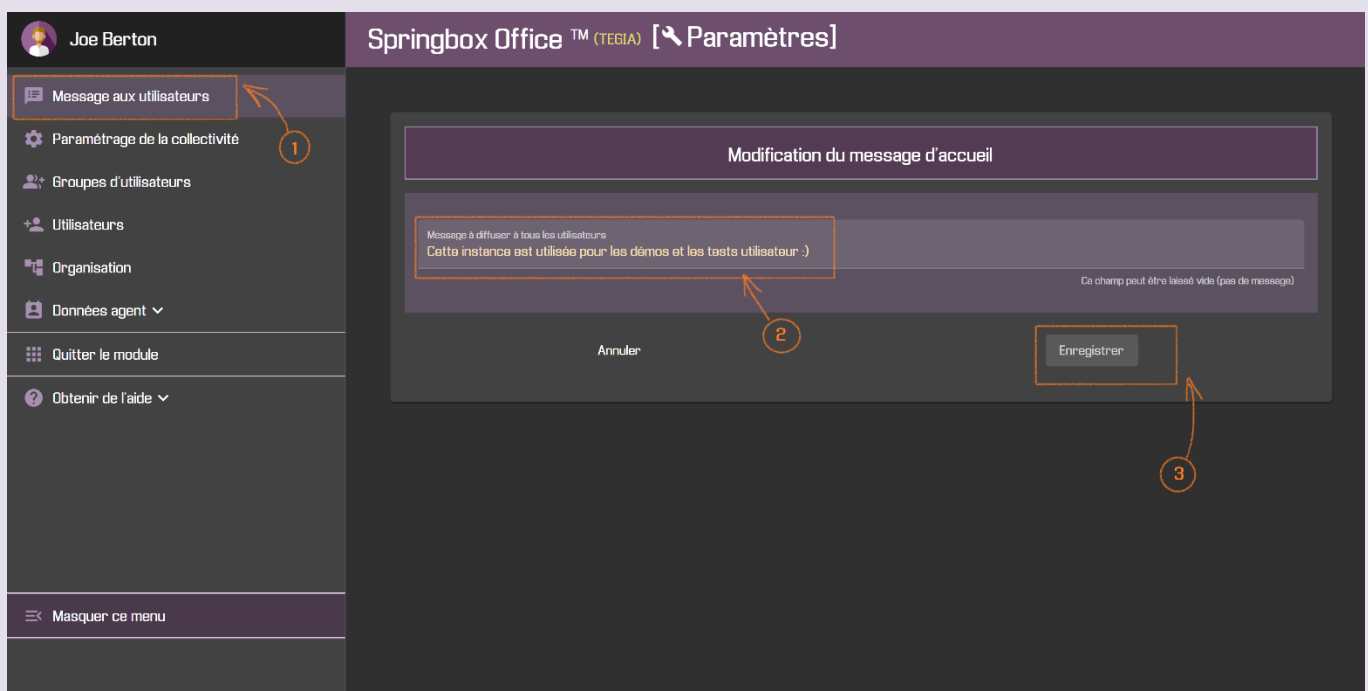 Joe Berton
Springbox Office ™ (TEGIA) [Paramètres]
Message aux utilisateurs
1
Paramétrage de la collectivité
Groupes d'utilisateurs
Utilisateurs
Organisation
Données agent
Quitter le module
Obtenir de l'aide
Masquer ce menu
Modification du message d'accueil
Message à diffuser à tous les utilisateurs
Cette instance est utilisée pour les démos et les tests utilisateur :)
Ce champ peut être laissé vide (pas de message)
2
Annuler
Enregistrer
3